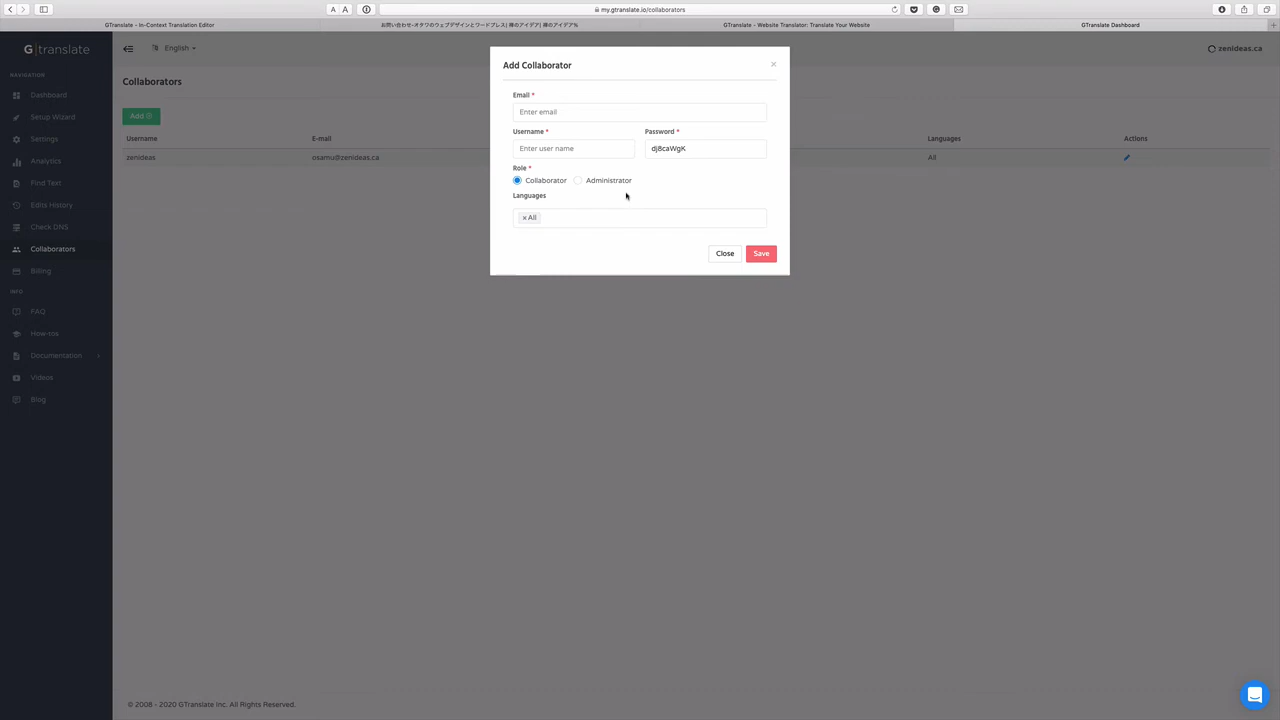 A A
my.gtranslate.io/collaborators
GTranslate - In-Context Translation Editor
お問い合わせ-オタワのウェブデザインとワードプレス| 禅のアイデア| 禅のアイデア%
GTranslate - Website Translator: Translate Your Website
GTranslate Dashboard
G|translate
English
zenideas.ca
NAVIGATION
Dashboard
Setup Wizard
Settings
Analytics
Find Text
Edits History
Check DNS
Collaborators
Billing
INFO
FAQ
How-tos
Documentation
Videos
Blog
Collaborators
Add
Username E-mail Languages Actions
zenideas osamu@zenideas.ca All
Add Collaborator
×
Email *
Enter email
Username * Password *
Enter user name dj8caWgK
Role *
Collaborator Administrator
Languages
× All
Close Save
© 2008 - 2020 GTranslate Inc. All Rights Reserved.